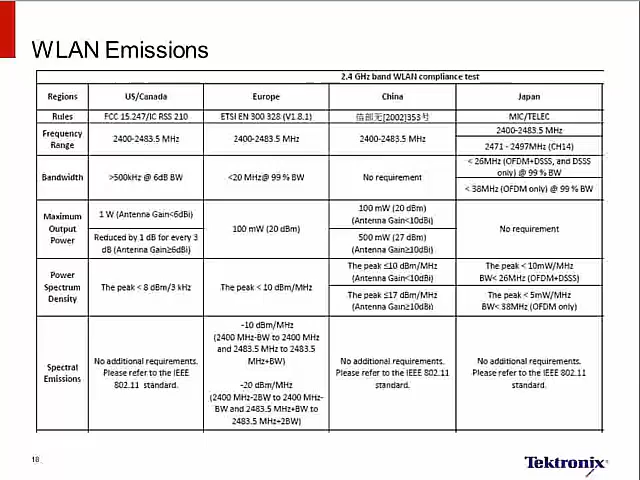 WLAN Emissions
2.4 GHz band WLAN compliance test
Regions US/Canada Europe China Japan
Rules FCC 15.247/IC RSS 210 ETSI EN 300 328 (V1.8.1) 信部无[2002]353号 MIC/TELEC
Frequency
Range
2400-2483.5 MHz
2400-2483.5 MHz
2400-2483.5 MHz
2400-2483.5 MHz
2471 - 2497MHz (CH14)
Bandwidth
>500kHz @ 6dB BW
<20 MHz@ 99 % BW
No requirement
< 26MHz (OFDM+DSSS, and DSSS
only) @ 99 % BW
< 38MHz (OFDM only) @ 99 % BW
Maximum
Output
Power
1 W (Antenna Gain<6dBi)
Reduced by 1 dB for every 3
dB (Antenna Gain≥6dBi)
100 mW (20 dBm)
100 mW (20 dBm)
(Antenna Gain<10dBi)
500 mW (27 dBm)
(Antenna Gain≥10dBi)
No requirement
Power
Spectrum
Density
The peak < 8 dBm/3 kHz
The peak < 10 dBm/MHz
The peak ≤10 dBm/MHz
(Antenna Gain<10dBi)
The peak ≤17 dBm/MHz
(Antenna Gain≥10dBi)
The peak < 10mW/MHz
BW< 26MHz (OFDM+DSSS)
The peak < 5mW/MHz
BW< 38MHz (OFDM only)
Spectral
Emissions
No additional requirements.
Please refer to the IEEE
802.11 standard.
-10 dBm/MHz
(2400 MHz-BW to 2400 MHz
and 2483.5 MHz to 2483.5
MHz+BW)
-20 dBm/MHz
(2400 MHz-2BW to 2400 MHz-
BW and 2483.5 MHz+BW to
2483.5 MHz+2BW)
No additional requirements.
Please refer to the IEEE 802.11
standard.
No additional requirements.
Please refer to the IEEE 802.11
standard.
18
Tektronix